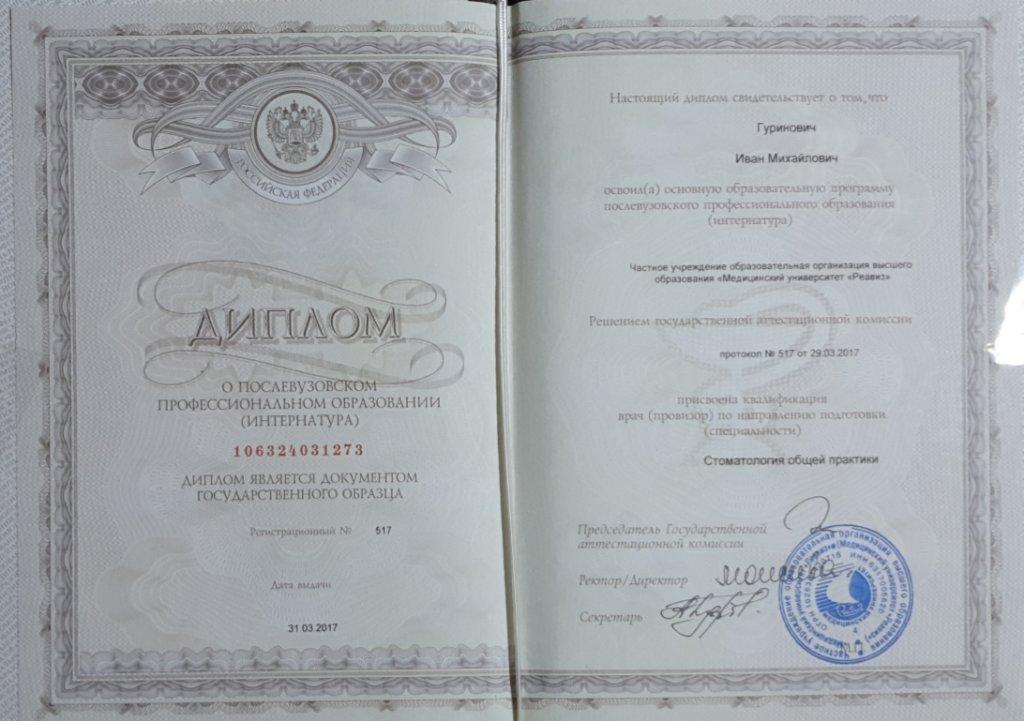 РОССИЙСКАЯ ФЕДЕРАЦИЯ
ДИПЛОМ
О ПОСЛЕВУЗОВСКОМ
ПРОФЕССИОНАЛЬНОМ ОБРАЗОВАНИИ
(ИНТЕРНАТУРА)
106324031273
ДИПЛОМ ЯВЛЯЕТСЯ ДОКУМЕНТОМ
ГОСУДАРСТВЕННОГО ОБРАЗЦА
Регистрационный № 517
Дата выдачи
31.03.2017
Настоящий диплом свидетельствует о том, что
Гуринович
Иван Михайлович
освоил(а) основную образовательную программу
послевузовского профессионального образования
(интернатура)
Частное учреждение образовательная организация высшего
образования «Медицинский университет «Реавиз»
Решением государственной аттестационной комиссии
протокол № 517 от 29.03.2017
присвоена квалификация
врач (провизор) по направлению подготовки
(специальности)
Стоматология общей практики
Председатель Государственной
аттестационной комиссии
Ректор/Директор
Секретарь